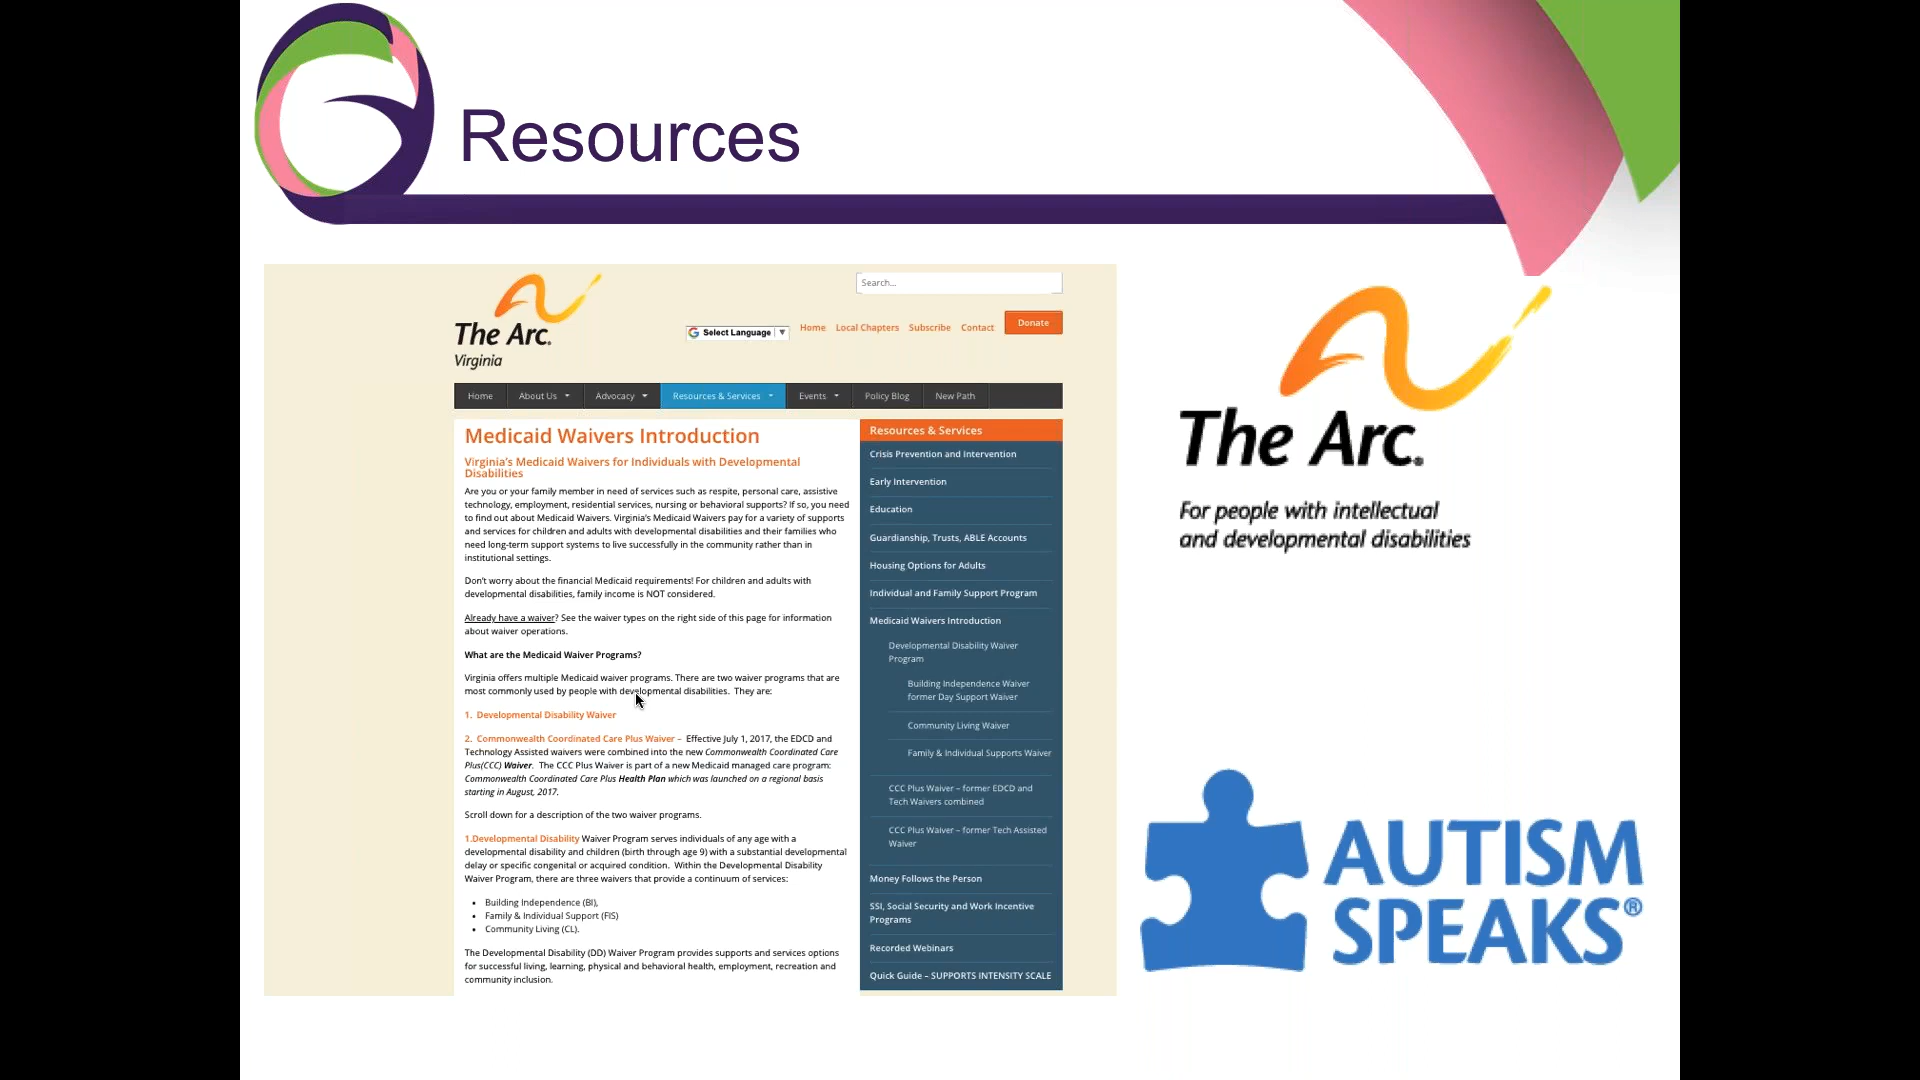 Resources
The Arc.
Virginia
Search...
Select Language ▼
Home Local Chapters Subscribe Contact
Donate
Home About Us Advocacy Resources & Services Events Policy Blog New Path
Medicaid Waivers Introduction
Virginia's Medicaid Waivers for Individuals with Developmental
Disabilities
Are you or your family member in need of services such as respite, personal care, assistive
technology, employment, residential services, nursing or behavioral supports? If so, you need
to find out about Medicaid Waivers. Virginia's Medicaid Waivers pay for a variety of supports
and services for children and adults with developmental disabilities and their families who
need long-term support systems to live successfully in the community rather than in
institutional settings.
Don't worry about the financial Medicaid requirements! For children and adults with
developmental disabilities, family income is NOT considered.
Already have a waiver? See the waiver types on the right side of this page for information
about waiver operations.
What are the Medicaid Waiver Programs?
Virginia offers multiple Medicaid waiver programs. There are two waiver programs that are
most commonly used by people with developmental disabilities. They are:
1. Developmental Disability Waiver
2. Commonwealth Coordinated Care Plus Waiver – Effective July 1, 2017, the EDCD and
Technology Assisted waivers were combined into the new Commonwealth Coordinated Care
Plus(CCC) Waiver. The CCC Plus Waiver is part of a new Medicaid managed care program:
Commonwealth Coordinated Care Plus Health Plan which was launched on a regional basis
starting in August, 2017.
Scroll down for a description of the two waiver programs.
1.Developmental Disability Waiver Program serves individuals of any age with a
developmental disability and children (birth through age 9) with a substantial developmental
delay or specific congenital or acquired condition. Within the Developmental Disability
Waiver Program, there are three waivers that provide a continuum of services:
• Building Independence (BI),
• Family & Individual Support (FIS)
• Community Living (CL).
The Developmental Disability (DD) Waiver Program provides supports and services options
for successful living, learning, physical and behavioral health, employment, recreation and
community inclusion.
Resources & Services
Crisis Prevention and Intervention
Early Intervention
Education
Guardianship, Trusts, ABLE Accounts
Housing Options for Adults
Individual and Family Support Program
Medicaid Waivers Introduction
Developmental Disability Waiver
Program
Building Independence Waiver
former Day Support Waiver
Community Living Waiver
Family & Individual Supports Waiver
CCC Plus Waiver – former EDCD and
Tech Waivers combined
CCC Plus Waiver – former Tech Assisted
Waiver
Money Follows the Person
SSI, Social Security and Work Incentive
Programs
Recorded Webinars
Quick Guide – SUPPORTS INTENSITY SCALE
The Arc®
For people with intellectual
and developmental disabilities
AUTISM
SPEAKS®